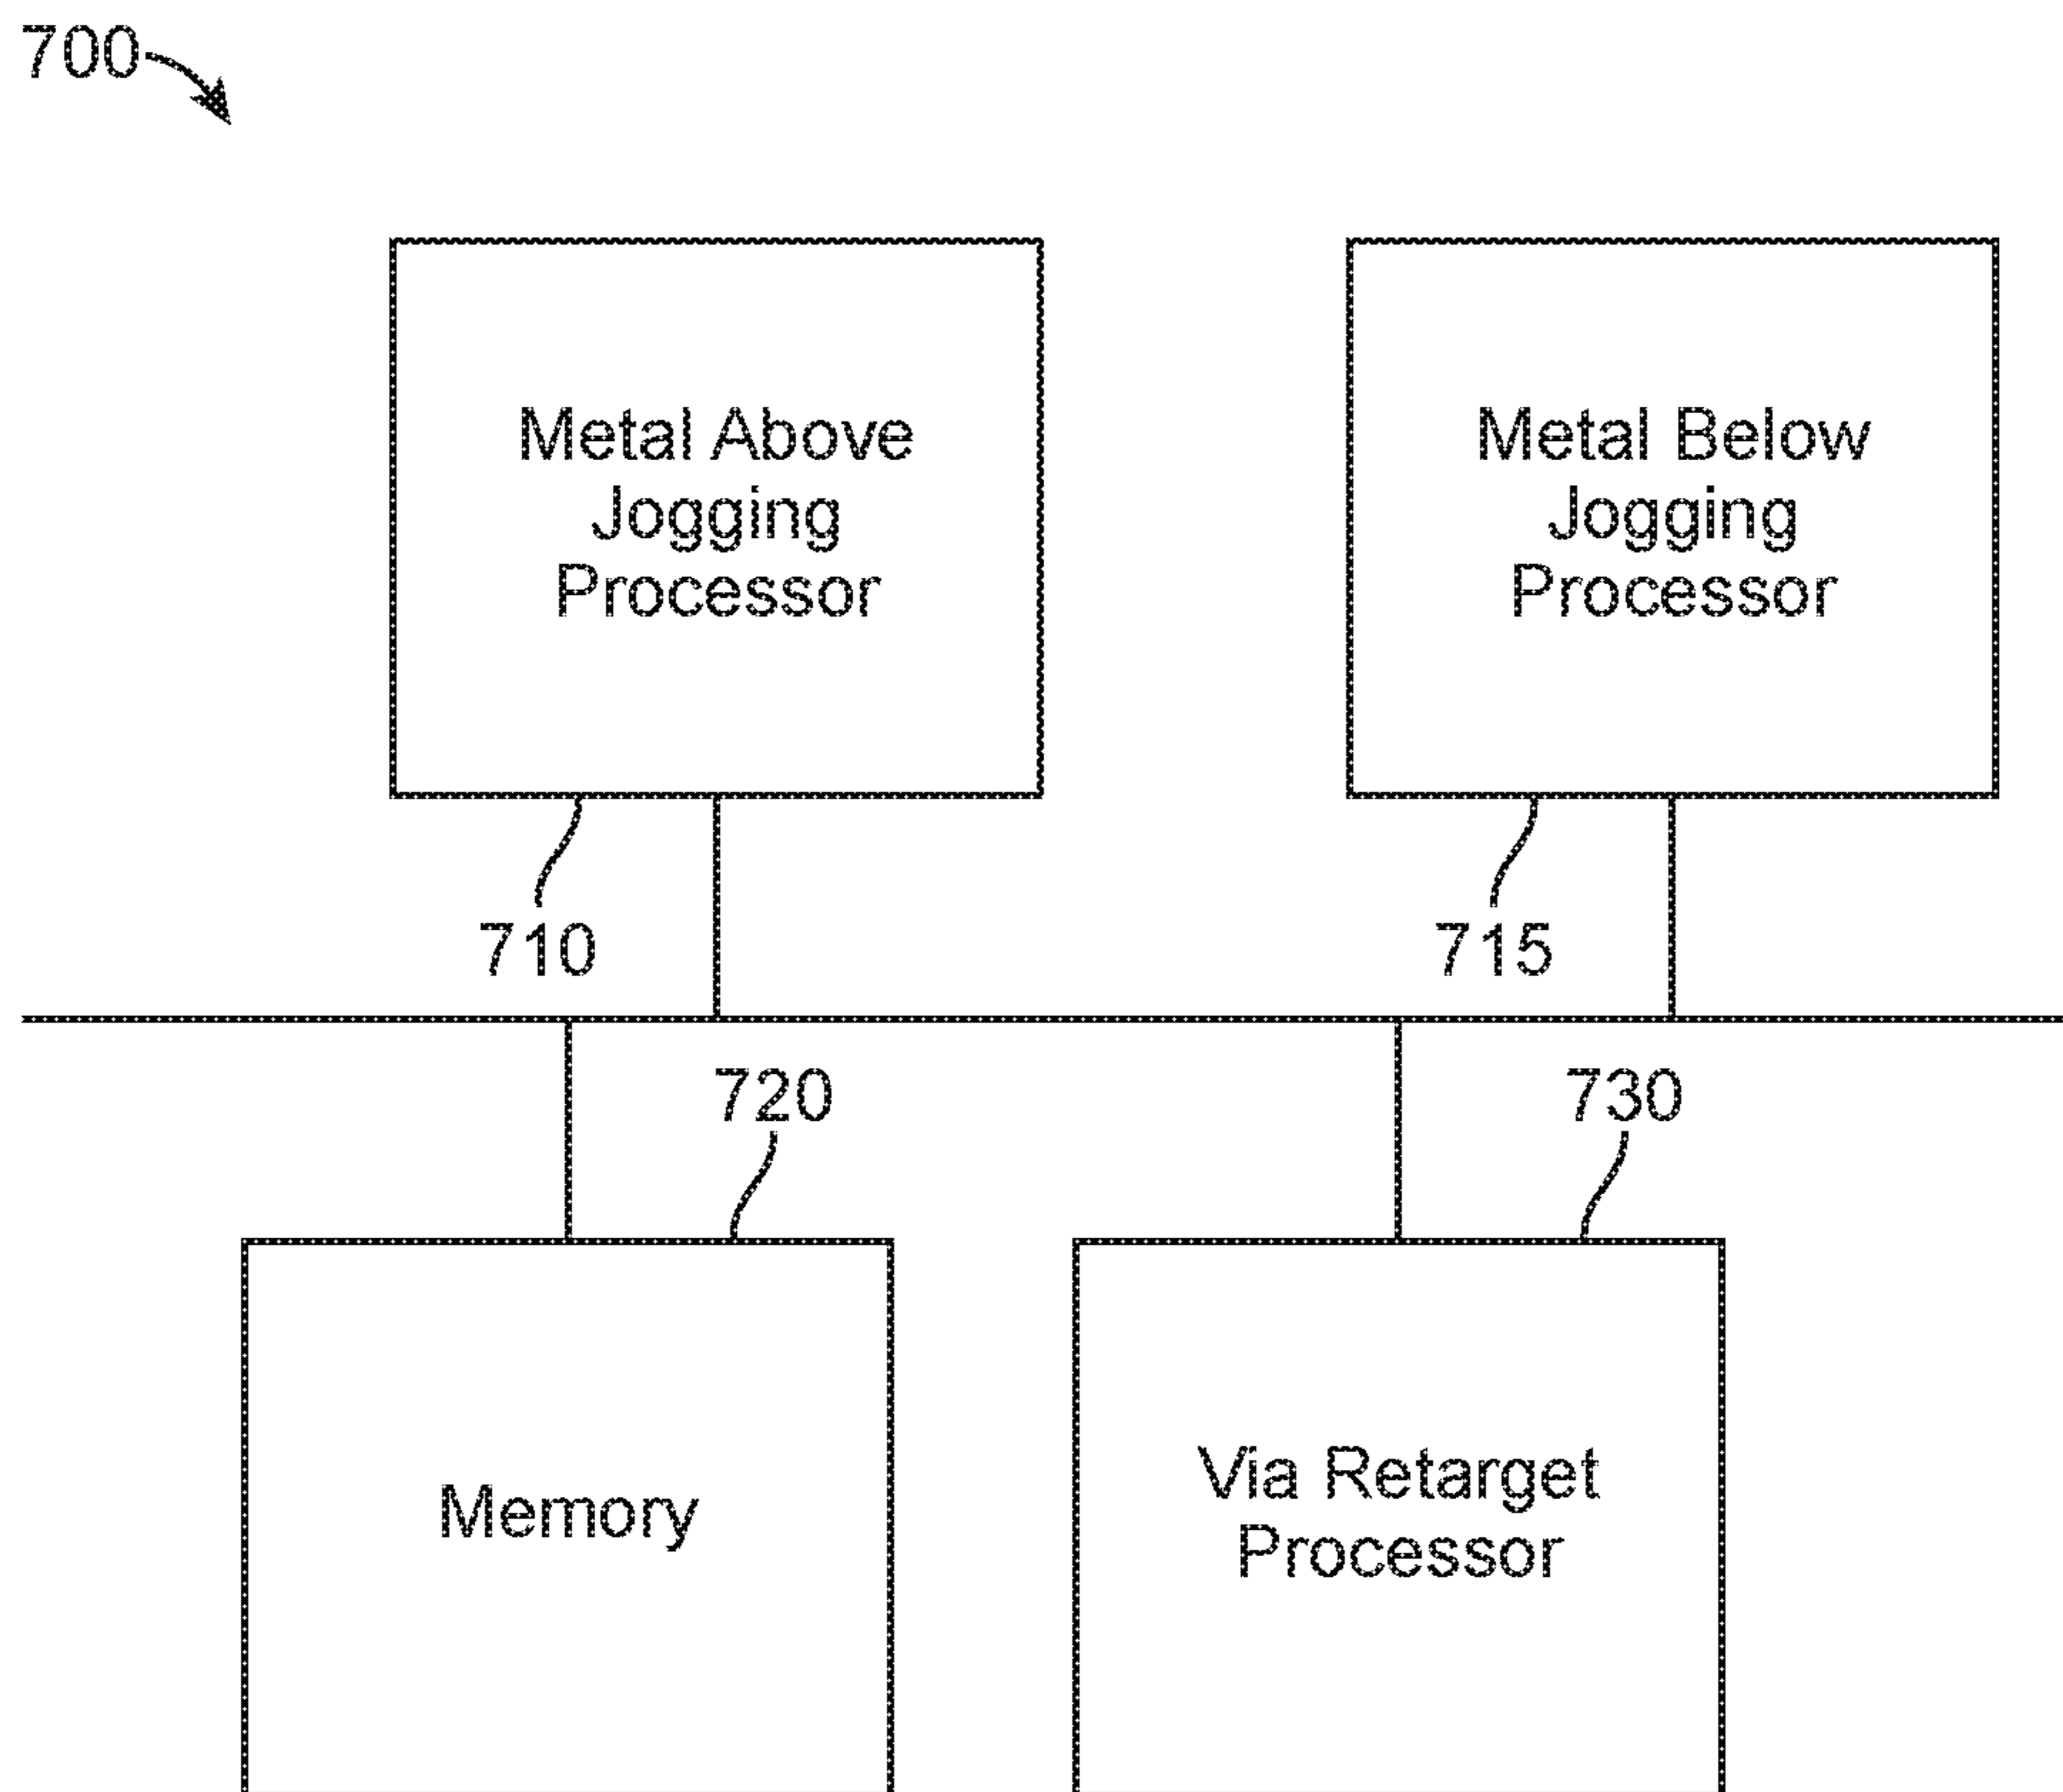 700
Metal Above
Jogging
Processor
Metal Below
Jogging
Processor
710
715
720
730
Memory
Via Retarget
Processor